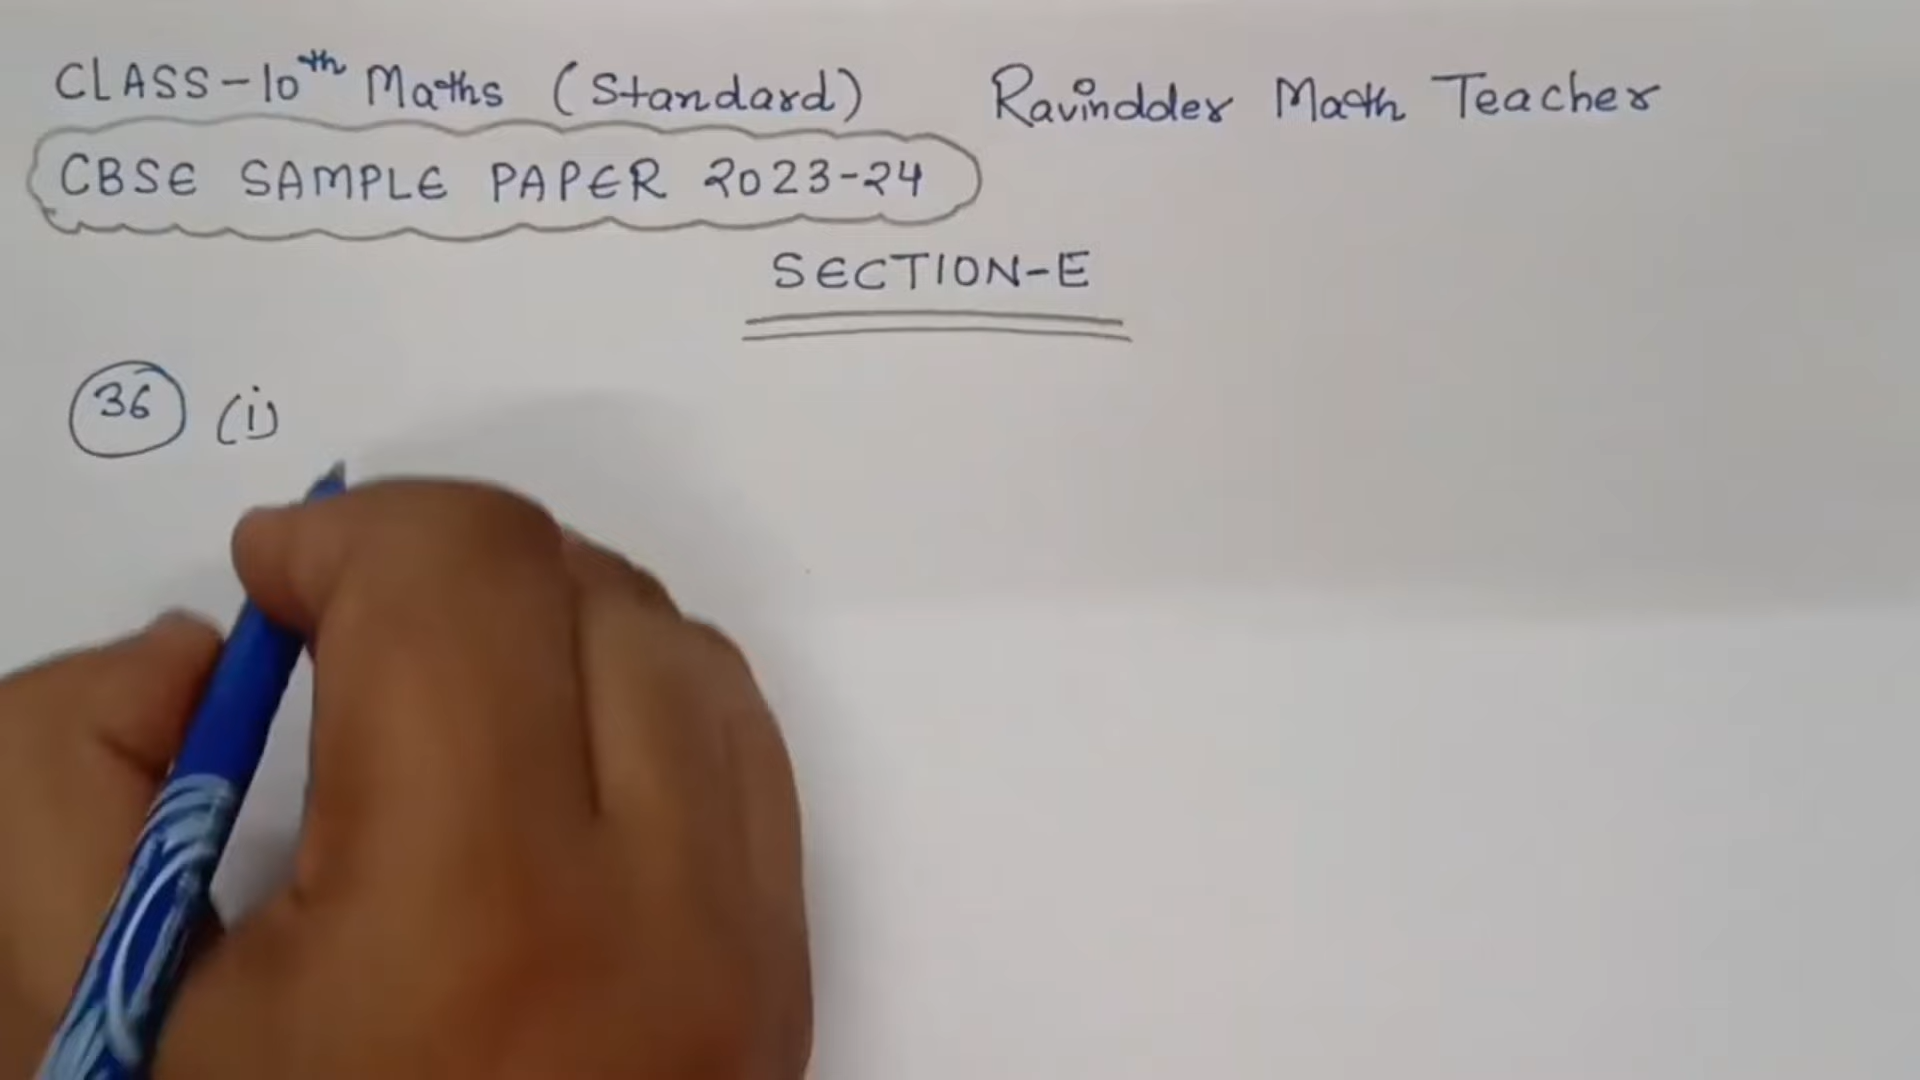 CLASS-10th Maths (Standard) Ravindder Math Teacher
CBSE SAMPLE PAPER 2023-24
SECTION-E
36 (i)